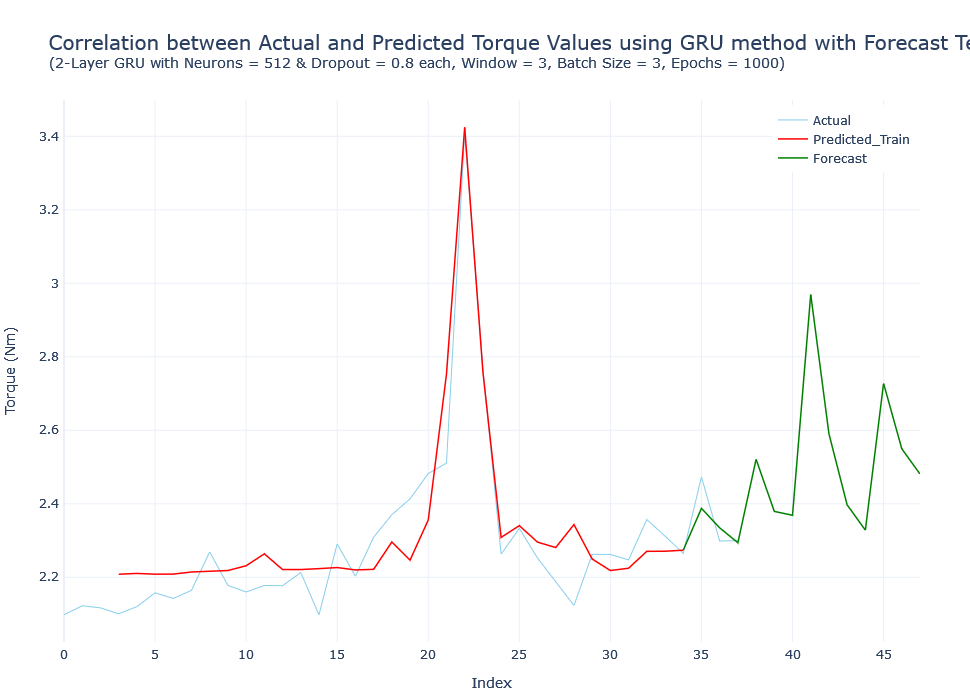 Correlation between Actual and Predicted Torque Values using GRU method with Forecast Te
(2-Layer GRU with Neurons = 512 & Dropout = 0.8 each, Window = 3, Batch Size = 3, Epochs = 1000)
Actual
Predicted_Train
Forecast
3.4
3.2
3
2.8
2.6
2.4
2.2
Torque (Nm)
0 5 10 15 20 25 30 35 40 45
Index